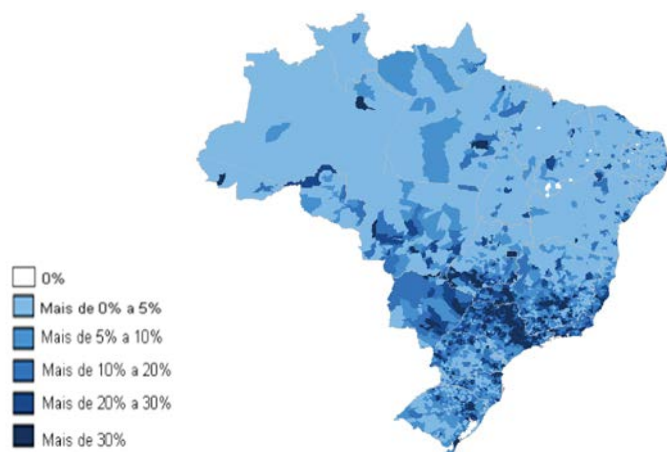 0%
Mais de 0% a 5%
Mais de 5% a 10%
Mais de 10% a 20%
Mais de 20% a 30%
Mais de 30%